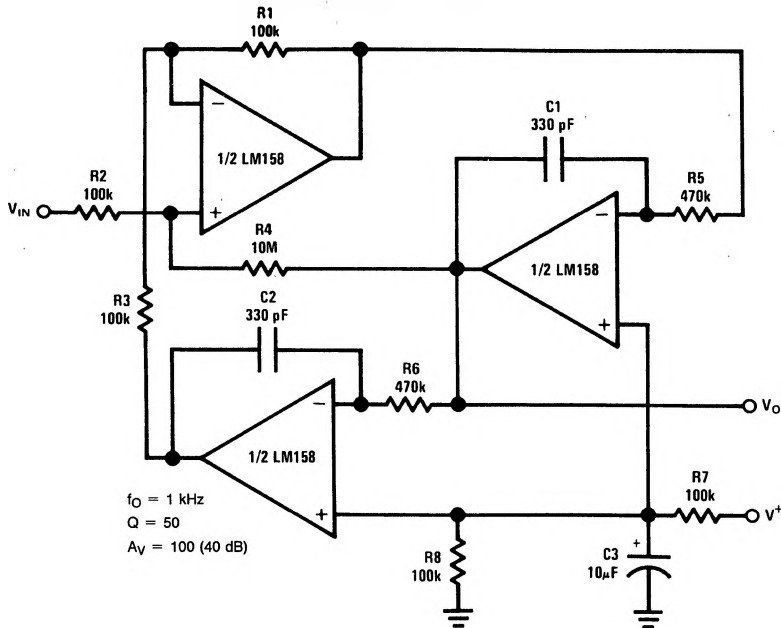 R1
100k
C1
330 pF
1/2 LM158
R2
100k
R5
470k
VIN
R4
10M
1/2 LM158
R3
100k
C2
330 pF
R6
470k
VO
1/2 LM158
fO = 1 kHz
Q = 50
AV = 100 (40 dB)
R7
100k
V+
R8
100k
C3
10µF